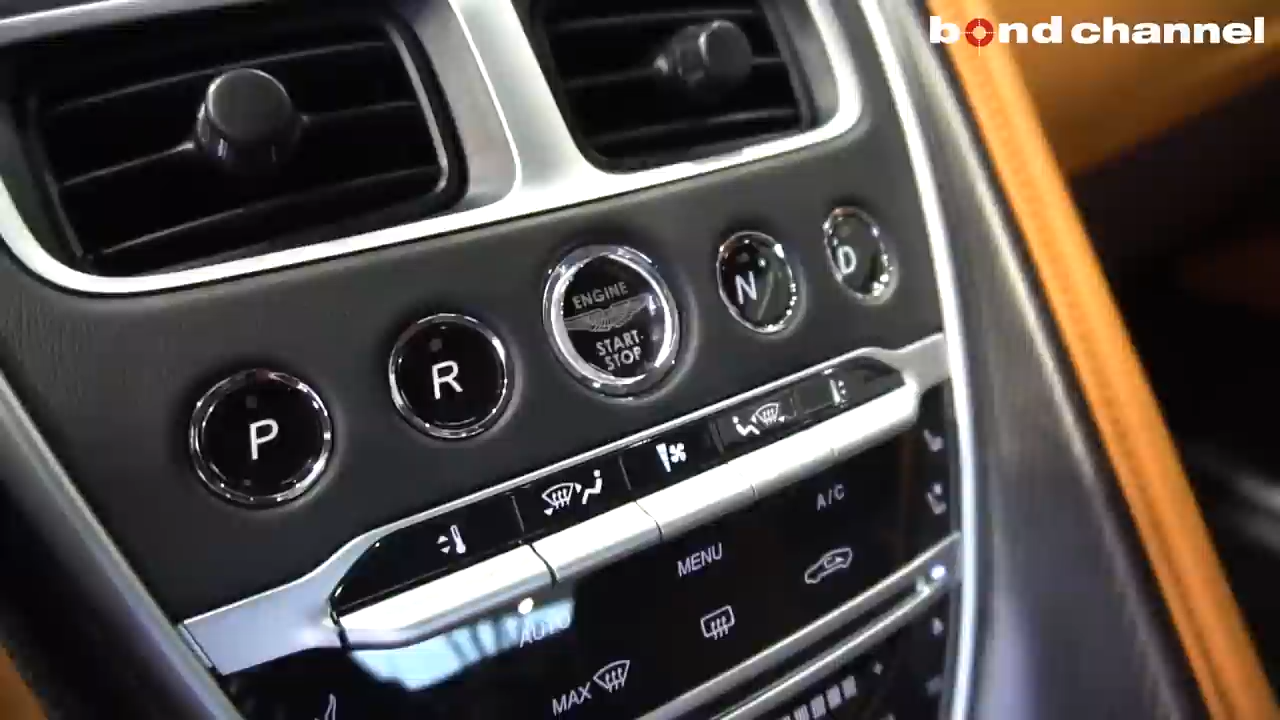 bond channel
P
R
ENGINE
START-
STOP
N
D
A/C
MENU
AUTO
MAX